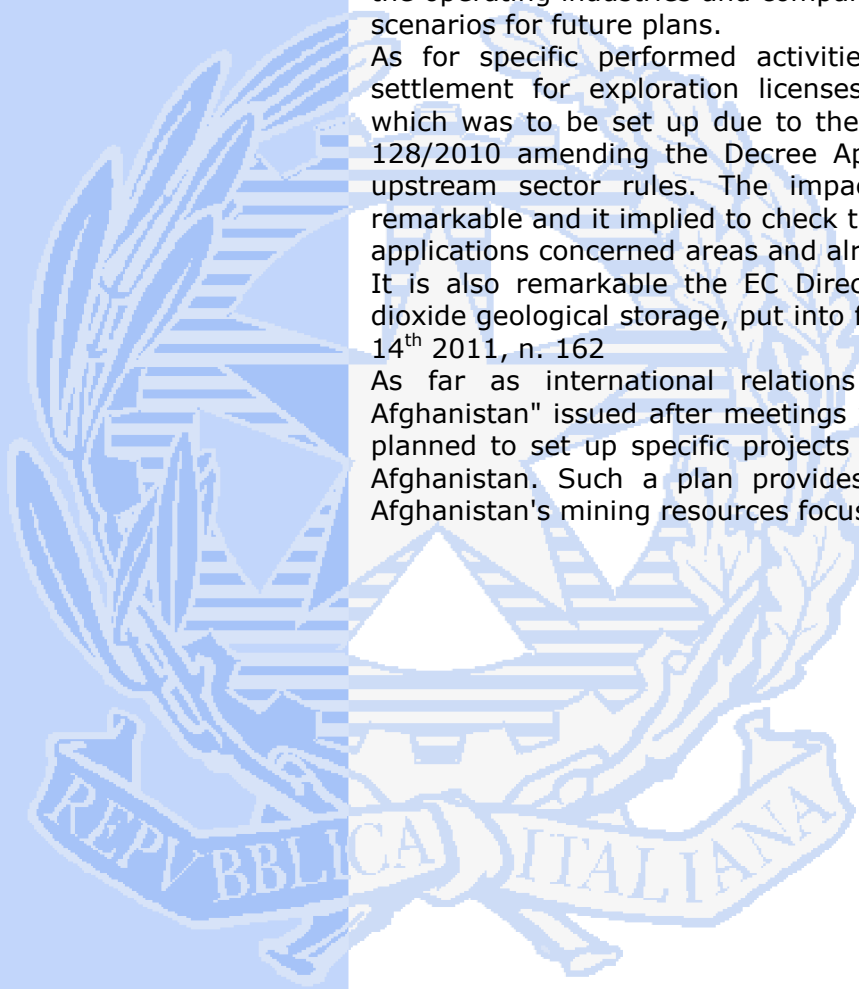 the operating industries and compan
scenarios for future plans.
As for specific performed activitie
settlement for exploration licenses
which was to be set up due to the
128/2010 amending the Decree Ap
upstream sector rules. The impac
remarkable and it implied to check t
applications concerned areas and alr
It is also remarkable the EC Direc
dioxide geological storage, put into f
14th 2011, n. 162
As far as international relations
Afghanistan" issued after meetings
planned to set up specific projects
Afghanistan. Such a plan provides
Afghanistan's mining resources focus
REPVBBLICA ITALIANA